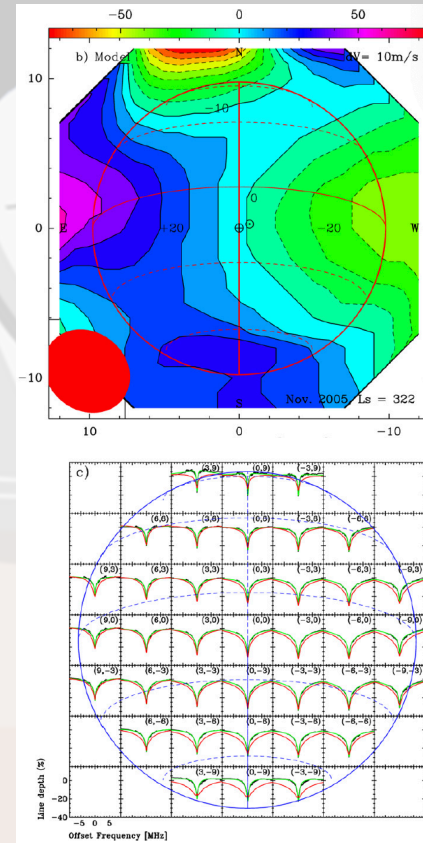 −50 0 50
b) Model N dV= 10m/s
10
−10
0
0 E +20 −20 W
−10
S Nov. 2005, Ls = 322
10 0 −10
c)
(3,9) (0,9) (-3,9)
(6,6) (3,6) (0,6) (-3,6) (-6,6)
(9,3) (6,3) (3,3) (0,3) (-3,3) (-6,3) (-9,3)
(9,0) (6,0) (3,0) (0,0) (-3,0) (-6,0) (-9,0)
(9,-3) (6,-3) (3,-3) (0,-3) (-3,-3) (-6,-3) (-9,-3)
(6,-6) (3,-6) (0,-6) (-3,-6) (-6,-6)
(3,-9) (0,-9) (-3,-9)
Line depth (%)
0
-20
-40
-5 0 5
Offset Frequency [MHz]